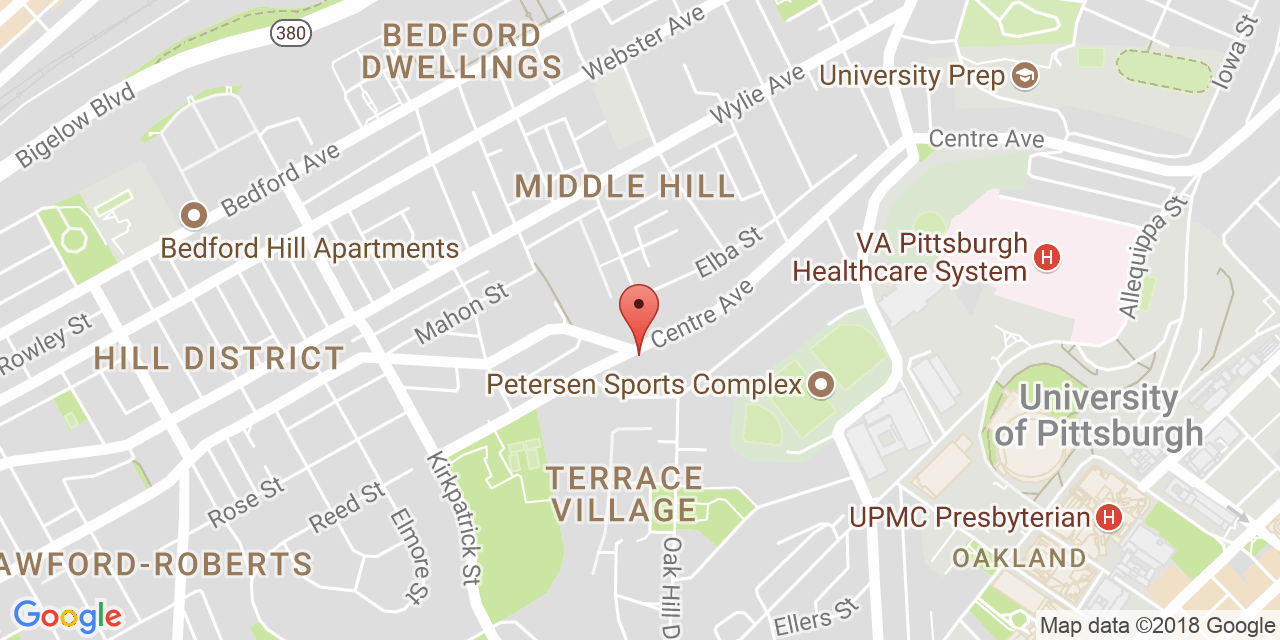 380
BEDFORD
DWELLINGS
Webster Ave
Wylie Ave
University Prep
Iowa St
Bigelow Blvd
Centre Ave
Bedford Ave
MIDDLE HILL
Bedford Hill Apartments
Elba St
VA Pittsburgh
Healthcare System
H
Allequippa St
Mahon St
Centre Ave
Rowley St
HILL DISTRICT
Petersen Sports Complex
University
of Pittsburgh
Kirkpatrick St
TERRACE
VILLAGE
Rose St
Reed St
Elmore St
UPMC Presbyterian
H
OAKLAND
AWFORD-ROBERTS
Oak Hill D
Ellers St
Google
Map data ©2018 Google